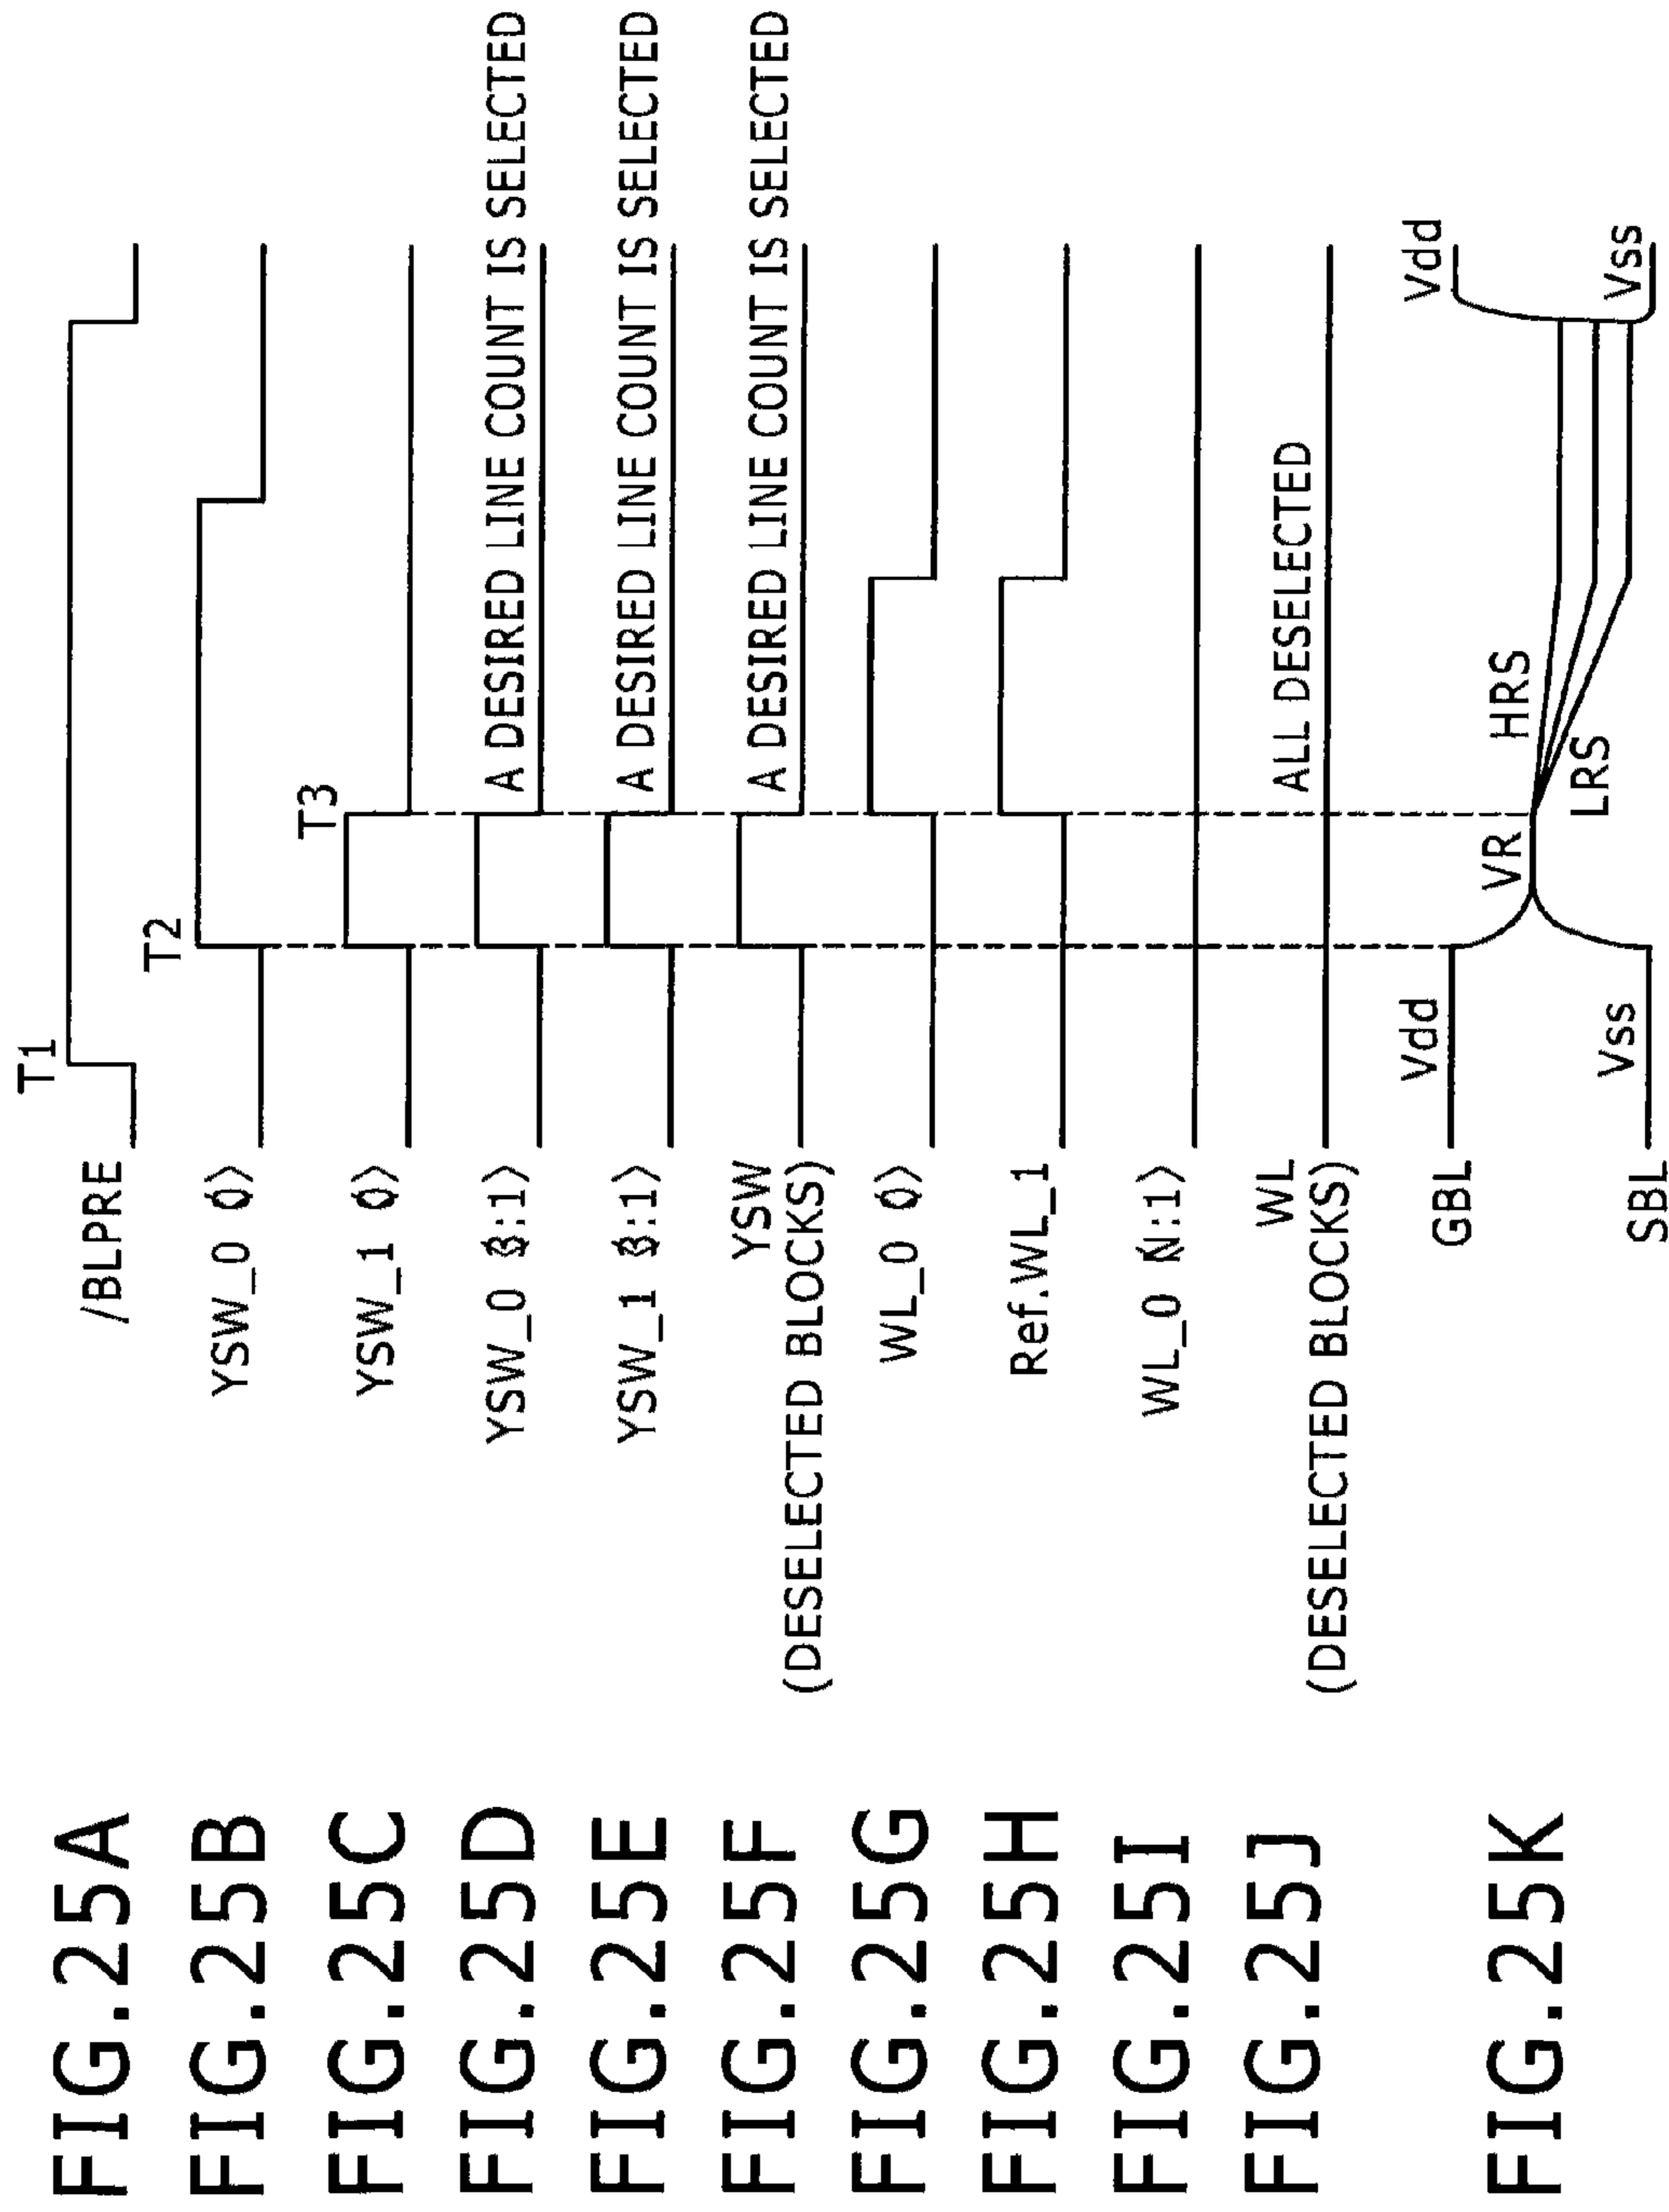 FIG.25A
/BLPRE
T1
FIG.25B
YSW_0 ⟨0⟩
T2
FIG.25C
YSW_1 ⟨0⟩
T3
FIG.25D
YSW_0 ⟨3:1⟩
A DESIRED LINE COUNT IS SELECTED
FIG.25E
YSW_1 ⟨3:1⟩
A DESIRED LINE COUNT IS SELECTED
FIG.25F
YSW
(DESELECTED BLOCKS)
A DESIRED LINE COUNT IS SELECTED
FIG.25G
WL_0 ⟨0⟩
FIG.25H
Ref.WL_1
FIG.25I
WL_0 ⟨N:1⟩
FIG.25J
WL
(DESELECTED BLOCKS)
ALL DESELECTED
FIG.25K
GBL
Vdd
VR
HRS
Vdd
SBL
Vss
LRS
Vss